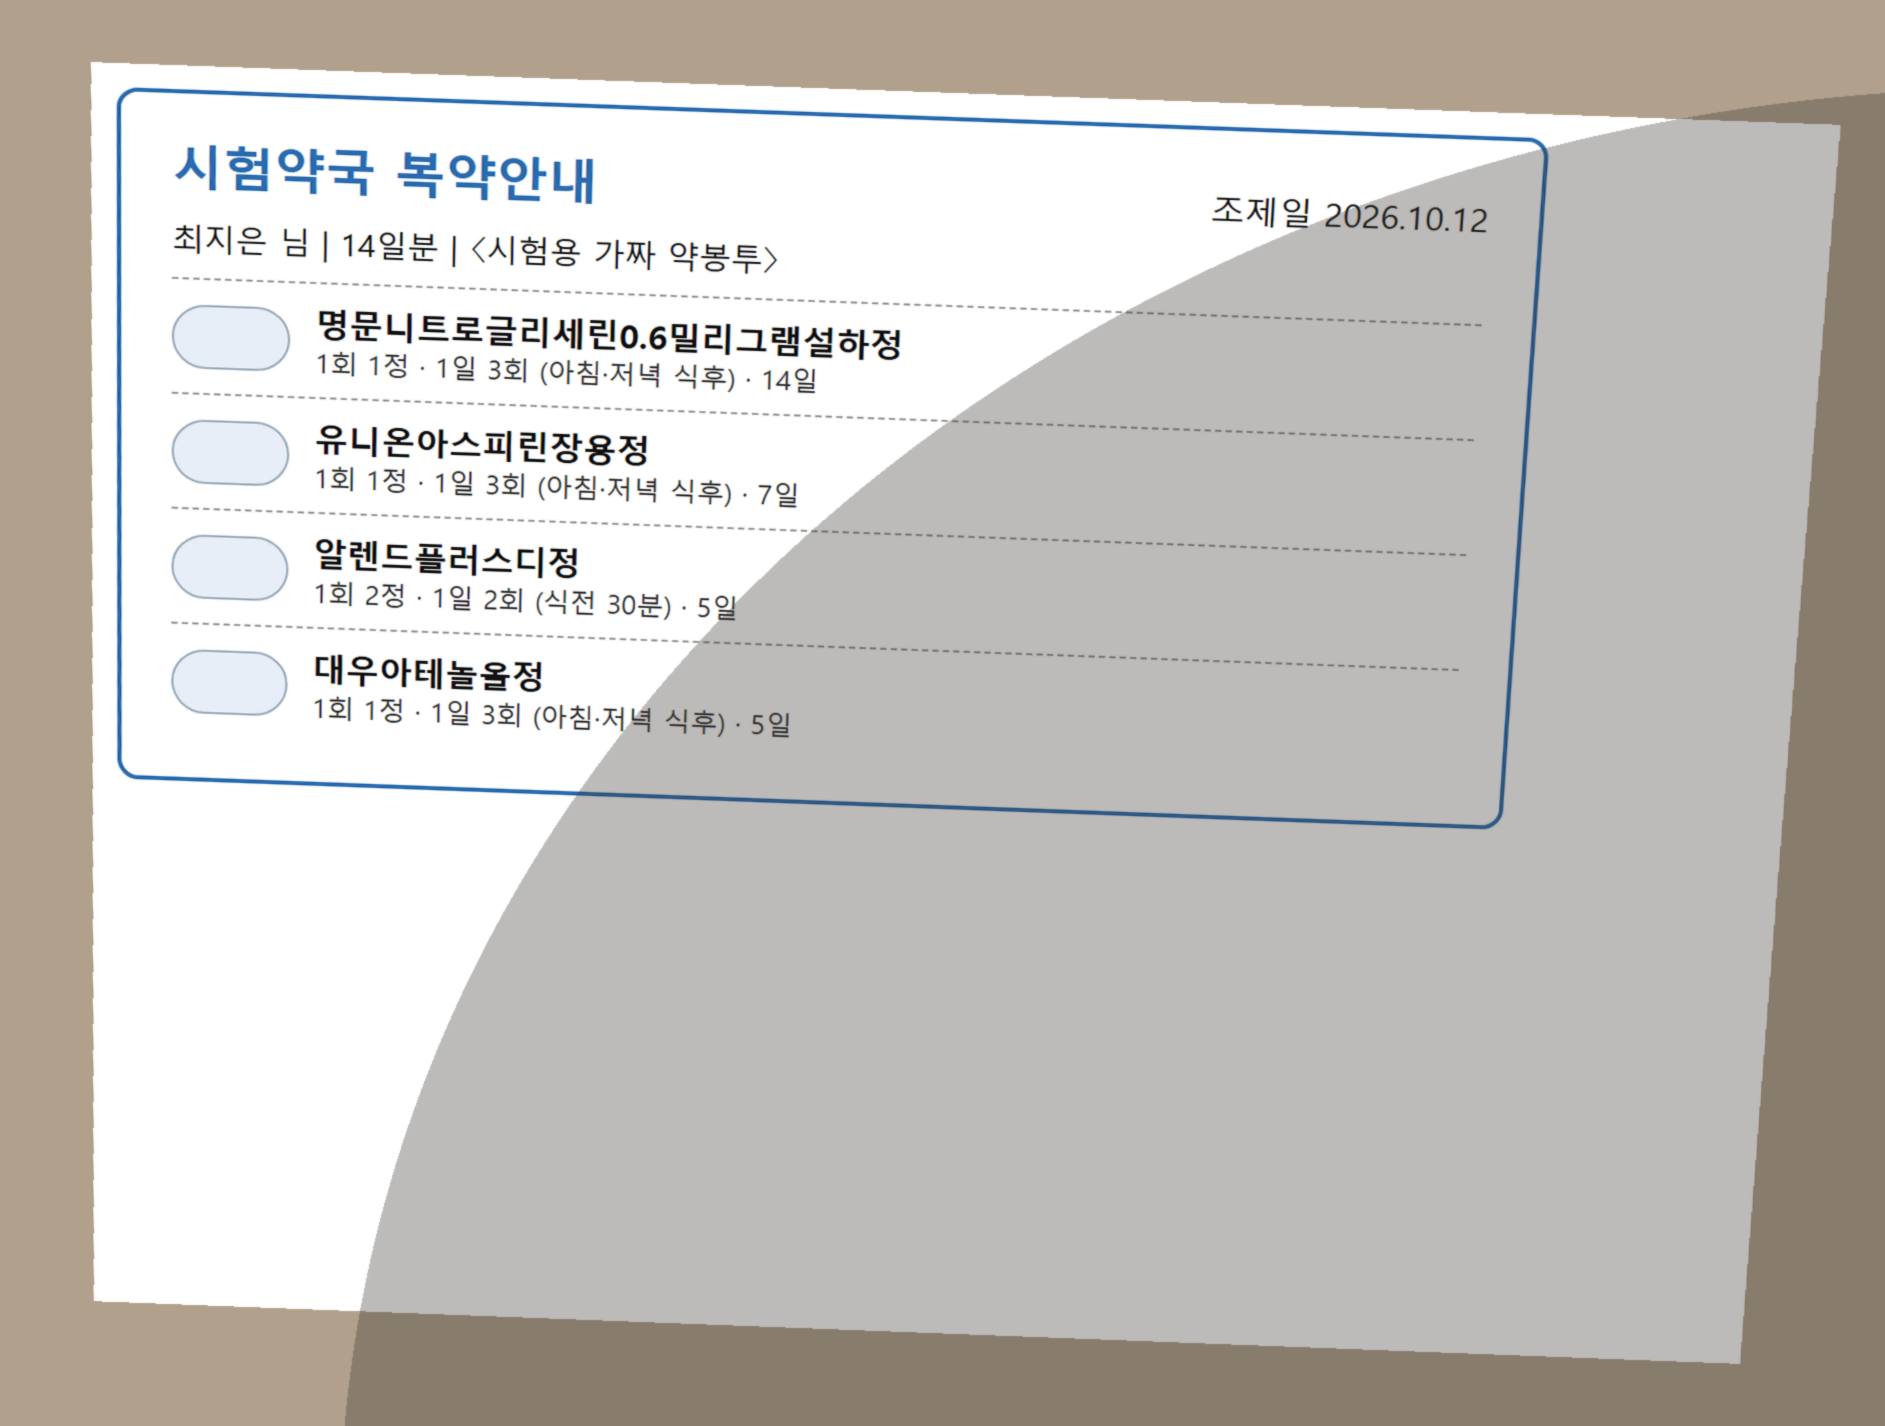 시험약국 복약안내
조제일 2026.10.12
최지은 님 | 14일분 | 〈시험용 가짜 약봉투〉
명문니트로글리세린0.6밀리그램설하정
1회 1정 · 1일 3회 (아침·저녁 식후) · 14일
유니온아스피린장용정
1회 1정 · 1일 3회 (아침·저녁 식후) · 7일
알렌드플러스디정
1회 2정 · 1일 2회 (식전 30분) · 5일
대우아테놀올정
1회 1정 · 1일 3회 (아침·저녁 식후) · 5일